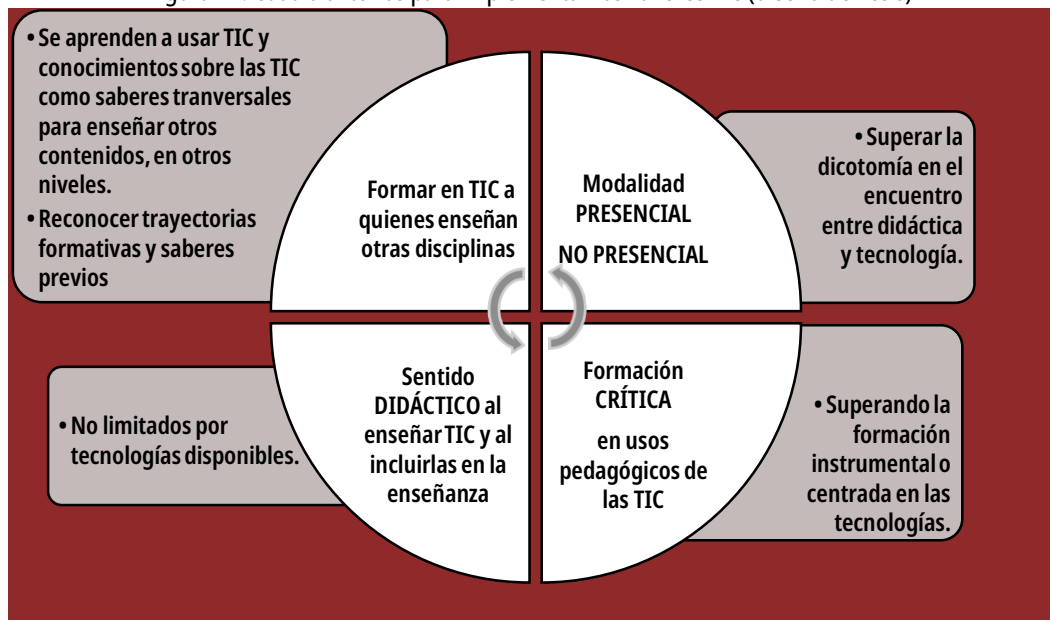 • Se aprenden a usar TIC y
conocimientos sobre las TIC
como saberes tranversales
para enseñar otros
contenidos, en otros
niveles.
• Reconocer trayectorias
formativas y saberes
previos
Formar en TIC a
quienes enseñan
otras disciplinas
Modalidad
PRESENCIAL
NO PRESENCIAL
• Superar la
dicotomía en el
encuentro
entre didáctica
y tecnología.
• No limitados por
tecnologías disponibles.
Sentido
DIDÁCTICO al
enseñar TIC y al
incluirlas en la
enseñanza
Formación
CRÍTICA
en usos
pedagógicos de
las TIC
• Superando la
formación
instrumental o
centrada en las
tecnologías.